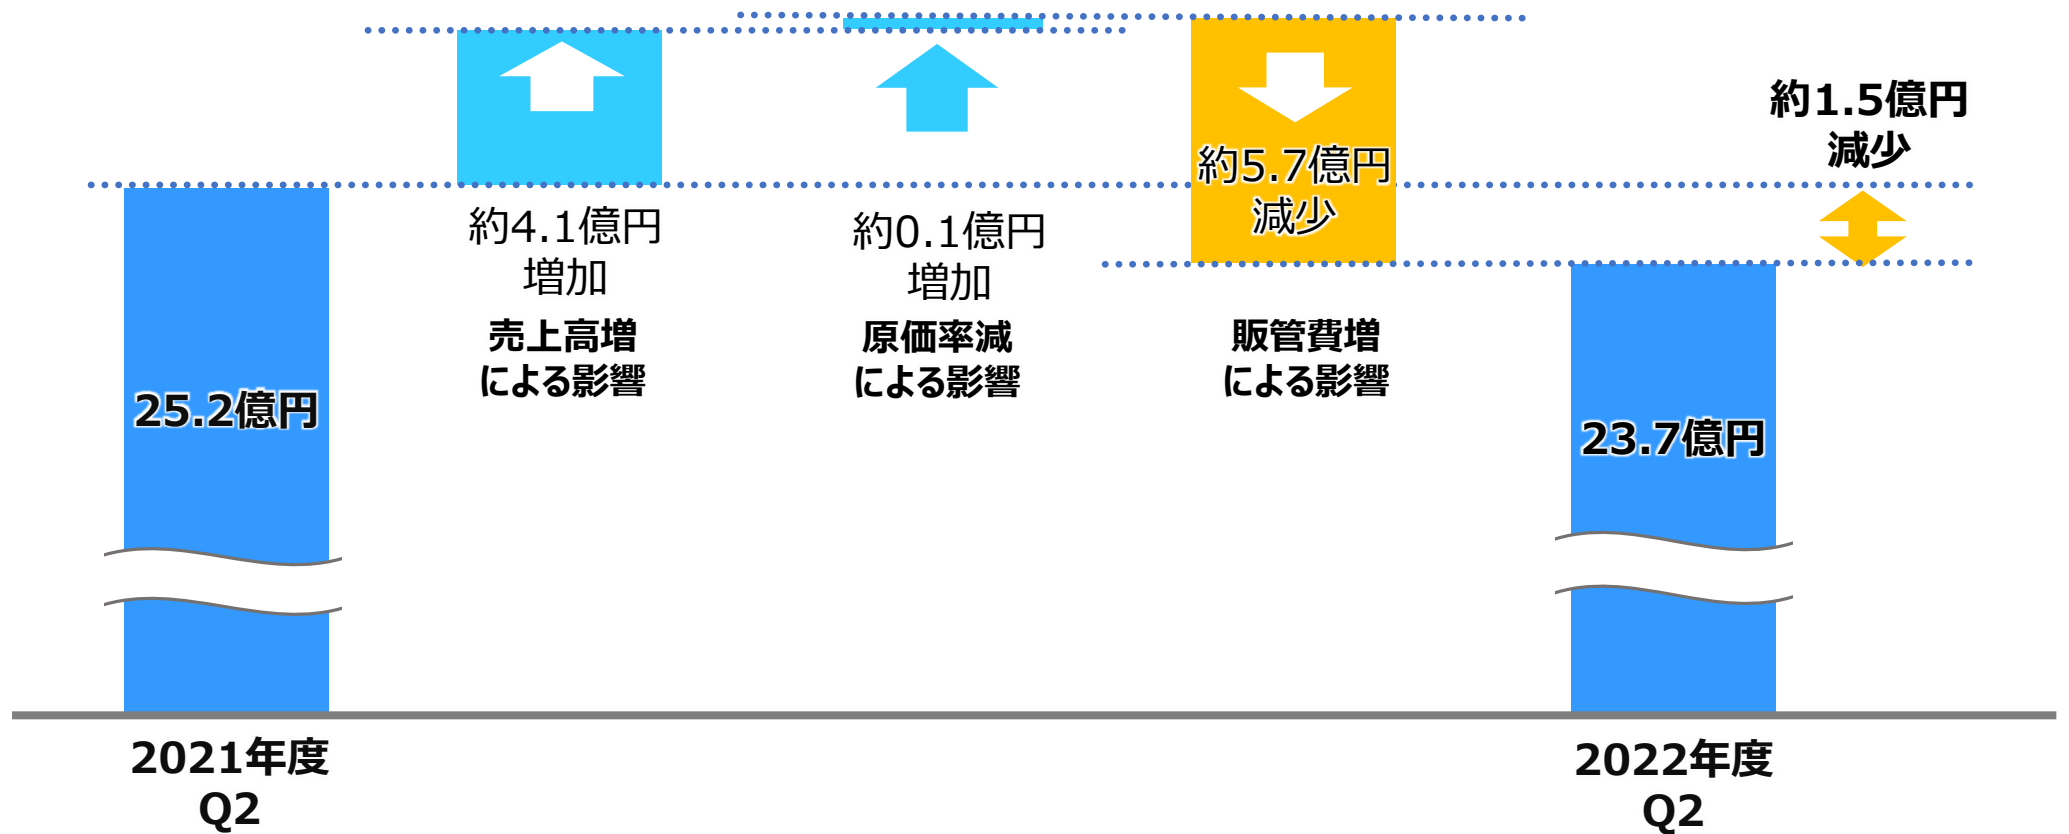 約1.5億円
減少
約5.7億円
減少
約4.1億円
増加
約0.1億円
増加
売上高増
による影響
原価率減
による影響
販管費増
による影響
25.2億円
23.7億円
2021年度
Q2
2022年度
Q2